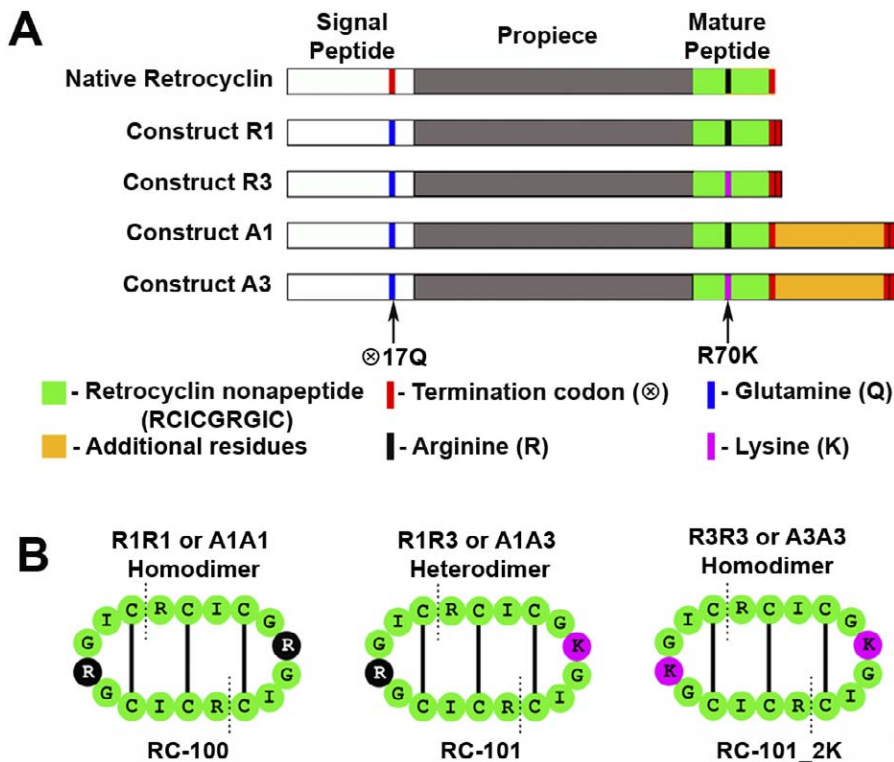 A
Signal Peptide
Propiece
Mature Peptide
Native Retrocyclin
Construct R1
Construct R3
Construct A1
Construct A3
⊗17Q
R70K
- Retrocyclin nonapeptide (RCICGRGIC)
- Termination codon (⊗)
- Glutamine (Q)
- Additional residues
- Arginine (R)
- Lysine (K)
B
R1R1 or A1A1 Homodimer
R1R3 or A1A3 Heterodimer
R3R3 or A3A3 Homodimer
G I C R C I C G
R R
G C I C R C I G
RC-100
G I C R C I C G
R K
G C I C R C I G
RC-101
G I C R C I C G
K K
G C I C R C I G
RC-101_2K